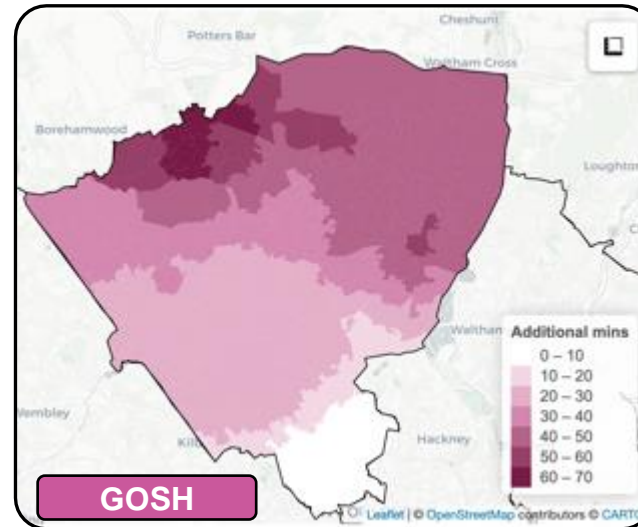 Cheshunt
Potters Bar
Waltham Cross
Borehamwood
Loughton
Waltham
Wembley
Hackney
Additional mins
0 – 10
10 – 20
20 – 30
30 – 40
40 – 50
50 – 60
60 – 70
GOSH
Leaflet | © OpenStreetMap contributors © CARTO